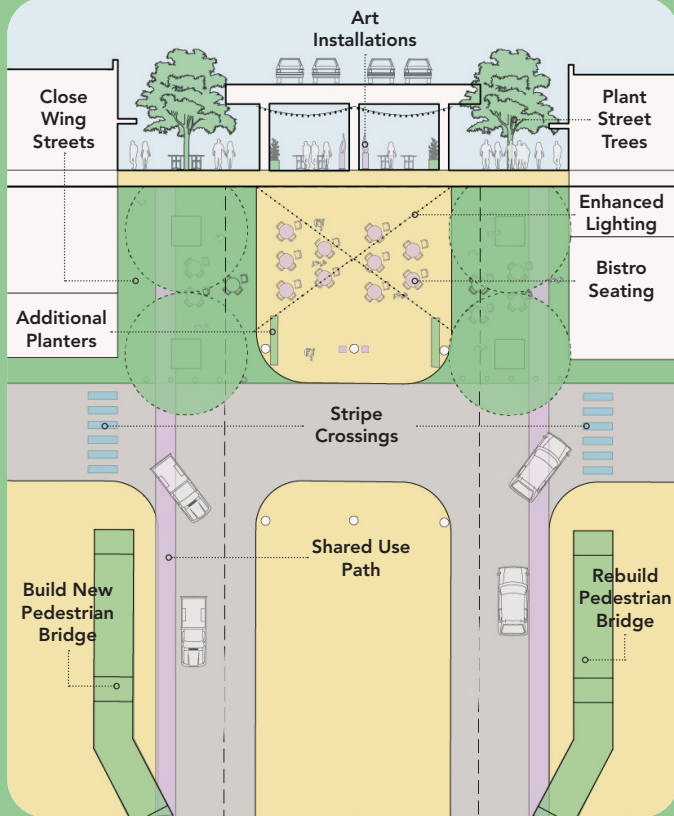 Art
Installations
Close
Wing
Streets
Plant
Street
Trees
Enhanced
Lighting
Bistro
Seating
Additional
Planters
Stripe
Crossings
Shared Use
Path
Build New
Pedestrian
Bridge
Rebuild
Pedestrian
Bridge